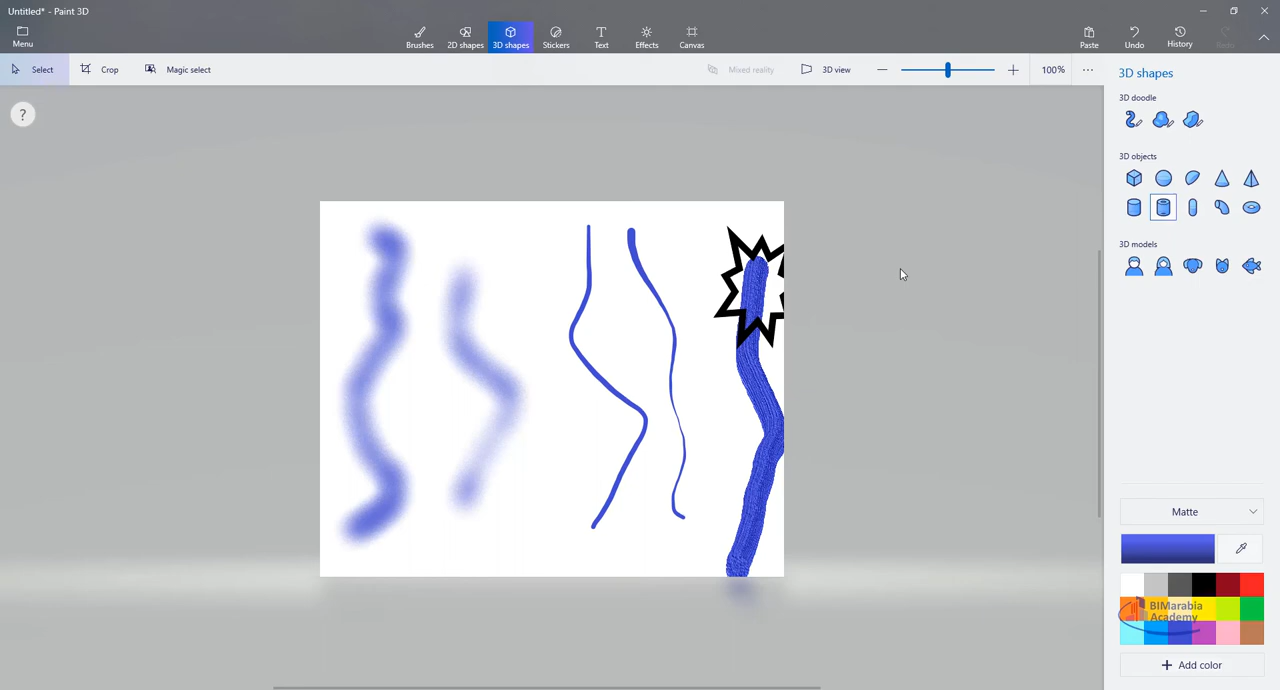 Untitled* - Paint 3D
Menu
Brushes
2D shapes
3D shapes
Stickers
Text
Effects
Canvas
Paste
Undo
History
Redo
Select
Crop
Magic select
Mixed reality
3D view
100%
?
3D shapes
3D doodle
3D objects
3D models
Matte
BIMarabia
Academy
Add color